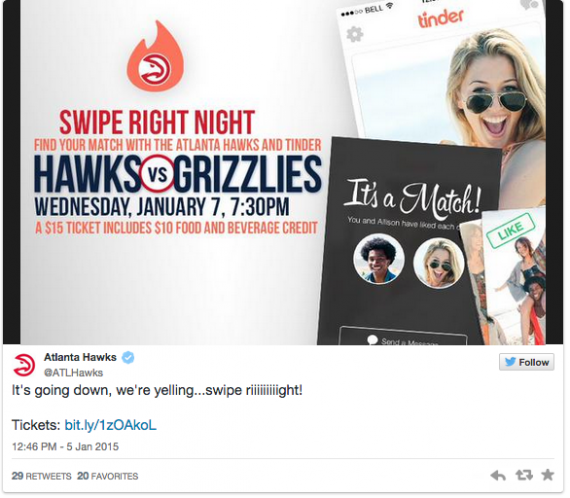 BELL
tinder
SWIPE RIGHT NIGHT
FIND YOUR MATCH WITH THE ATLANTA HAWKS AND TINDER
HAWKS VS GRIZZLIES
WEDNESDAY, JANUARY 7, 7:30PM
A $15 TICKET INCLUDES $10 FOOD AND BEVERAGE CREDIT
It's a Match!
You and Allison have liked each
LIKE
Send a Message
Atlanta Hawks
@ATLHawks
Follow
It's going down, we're yelling...swipe riiiiiiiiight!
Tickets: bit.ly/1zOAkoL
12:46 PM - 5 Jan 2015
29 RETWEETS 20 FAVORITES